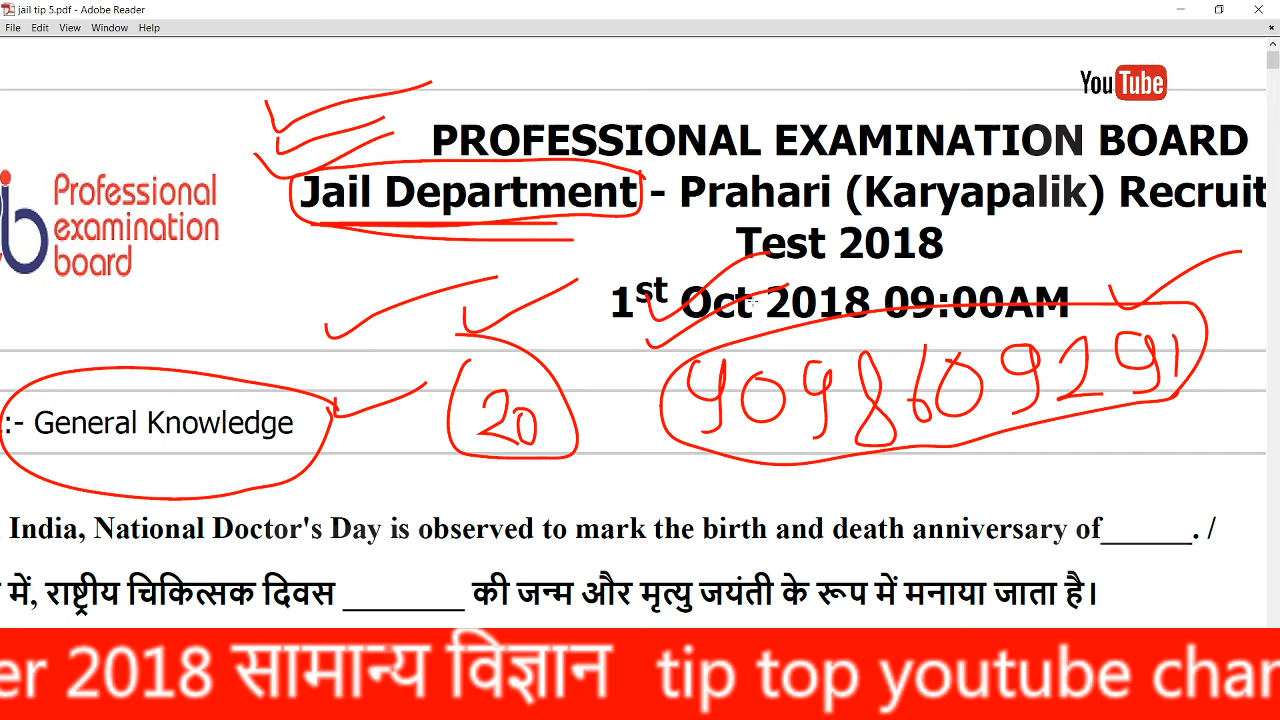 jail tip 5.pdf - Adobe Reader
File Edit View Window Help
YouTube
PROFESSIONAL EXAMINATION BOARD
Jail Department - Prahari (Karyapalik) Recruit
Test 2018
1st Oct 2018 09:00AM
Professional
examination
board
:- General Knowledge
20
9098609291
India, National Doctor's Day is observed to mark the birth and death anniversary of______. /
में, राष्ट्रीय चिकित्सक दिवस ________ की जन्म और मृत्यु जयंती के रूप में मनाया जाता है।
er 2018 सामान्य विज्ञान tip top youtube chan